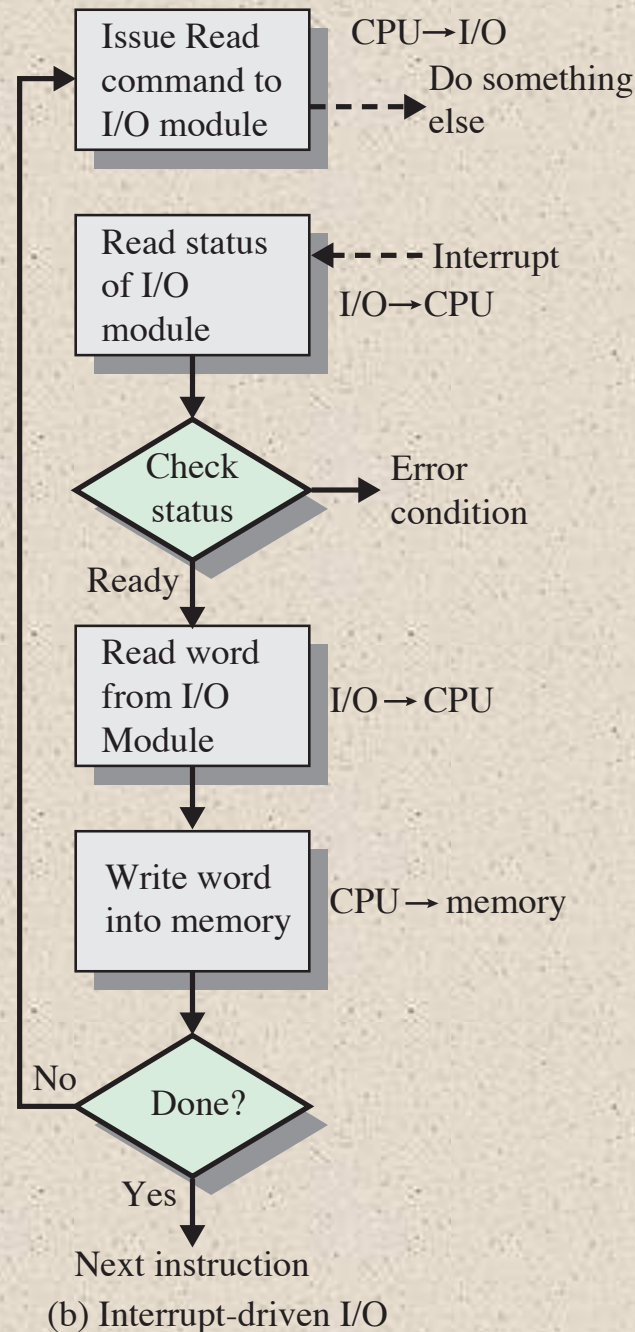 Issue Read
command to
I/O module
CPU→I/O
Do something
else
Read status
of I/O
module
Interrupt
I/O→CPU
Check
status
Error
condition
Ready
Read word
from I/O
Module
I/O → CPU
Write word
into memory
CPU → memory
No
Done?
Yes
Next instruction
(b) Interrupt-driven I/O